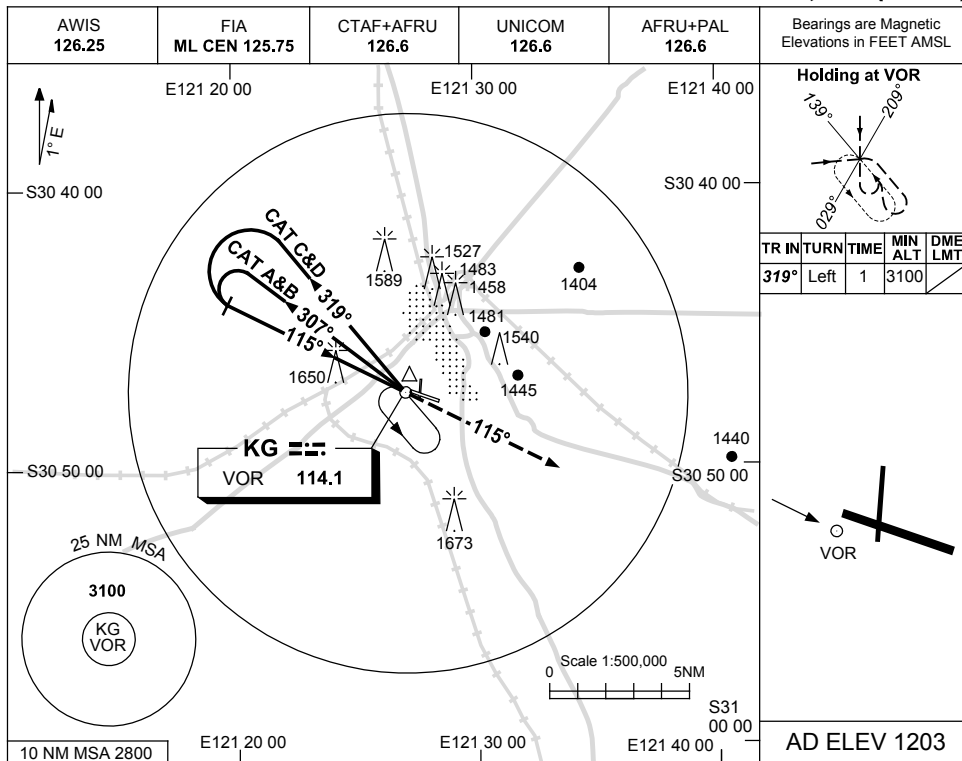 AWIS
126.25
FIA
ML CEN 125.75
CTAF+AFRU
126.6
UNICOM
126.6
AFRU+PAL
126.6
Bearings are Magnetic
Elevations in FEET AMSL
E121 20 00
E121 30 00
E121 40 00
1° E
S30 40 00
S30 40 00
Holding at VOR
139°
209°
029°
TR IN TURN TIME MIN ALT DME LMT
319° Left 1 3100
CAT C&D
319°
CAT A&B
307°
115°
1589
1527
1483
1458
1404
1481
1540
1445
1650
115°
KG
VOR 114.1
1440
S30 50 00
S30 50 00
1673
VOR
25 NM MSA
3100
KG
VOR
Scale 1:500,000
0 5NM
S31
00 00
10 NM MSA 2800
E121 20 00
E121 30 00
E121 40 00
AD ELEV 1203